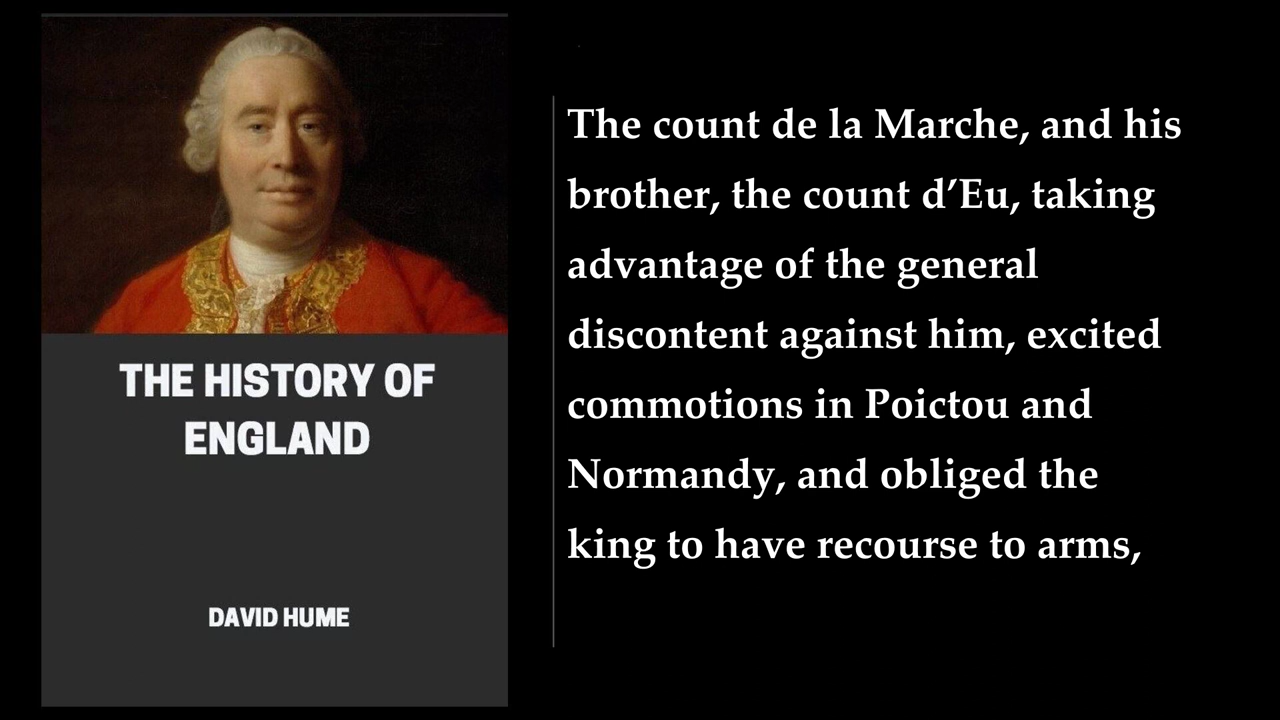 THE HISTORY OF
ENGLAND
DAVID HUME
The count de la Marche, and his
brother, the count d’Eu, taking
advantage of the general
discontent against him, excited
commotions in Poictou and
Normandy, and obliged the
king to have recourse to arms,